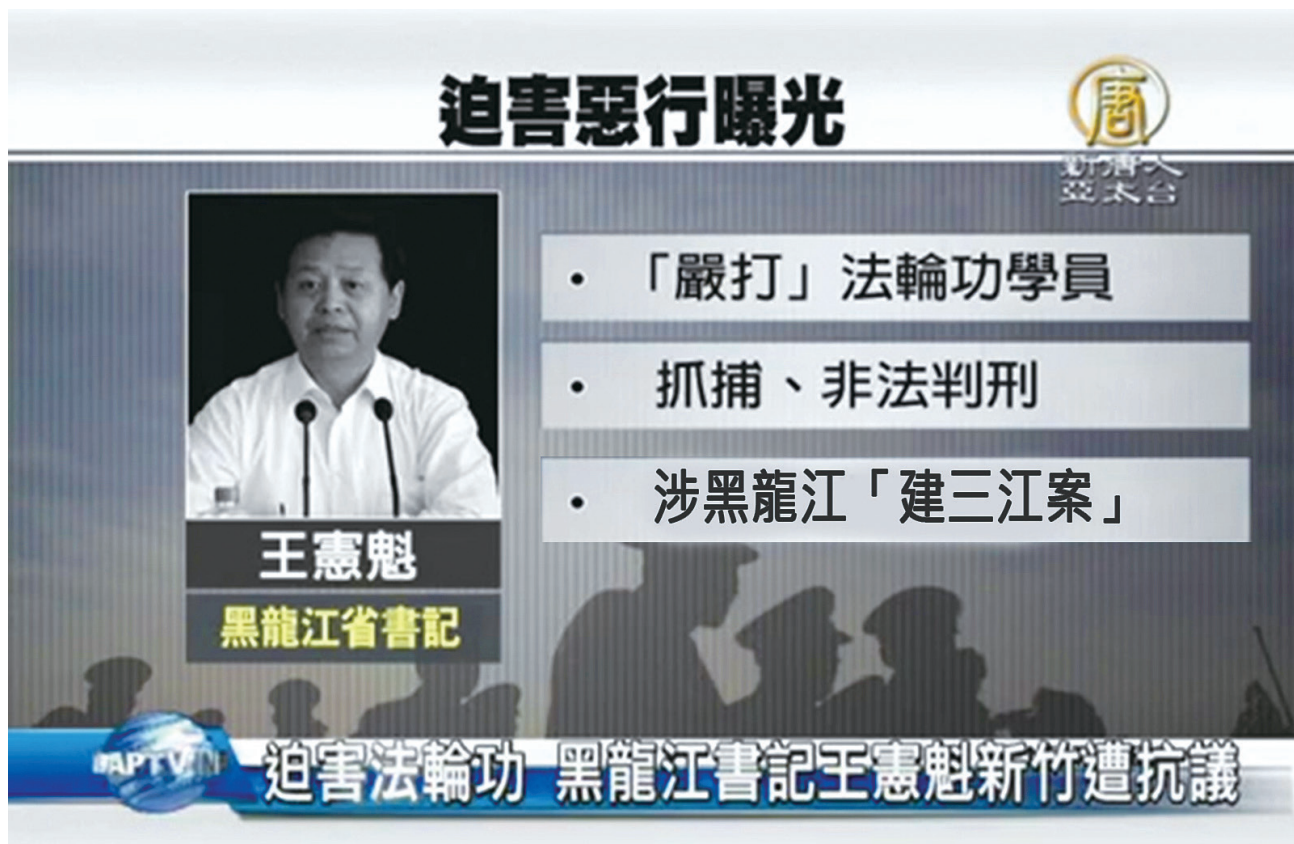 迫害惡行曝光
唐
新唐人
亞太台
• 「嚴打」法輪功學員
• 抓捕、非法判刑
• 涉黑龍江「建三江案」
王憲魁
黑龍江省書記
迫害法輪功 黑龍江書記王憲魁新竹遭抗議